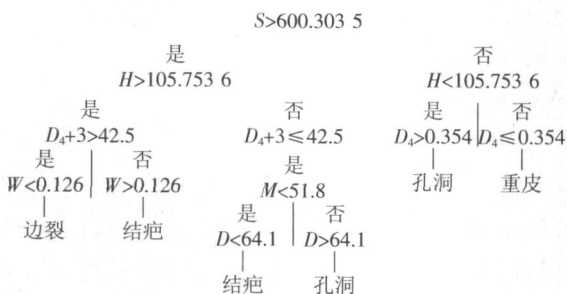 S>600.303 5
是 否
H>105.753 6 H<105.753 6
是 否 是 否
D₄+3>42.5 D₄+3≤42.5 D₄>0.354 D₄≤0.354
是 否 是
W<0.126 W>0.126 M<51.8 孔洞 重皮
边裂 结疤 是 否
D<64.1 D>64.1
结疤 孔洞